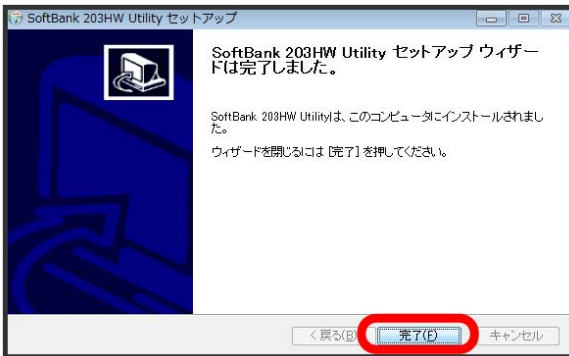 SoftBank 203HW Utility セットアップ
SoftBank 203HW Utility セットアップ ウィザー
ドは完了しました。
SoftBank 203HW Utilityは、このコンピュータにインストールされまし
た。
ウィザードを閉じるには [完了] を押してください。
< 戻る(B)
完了(F)
キャンセル